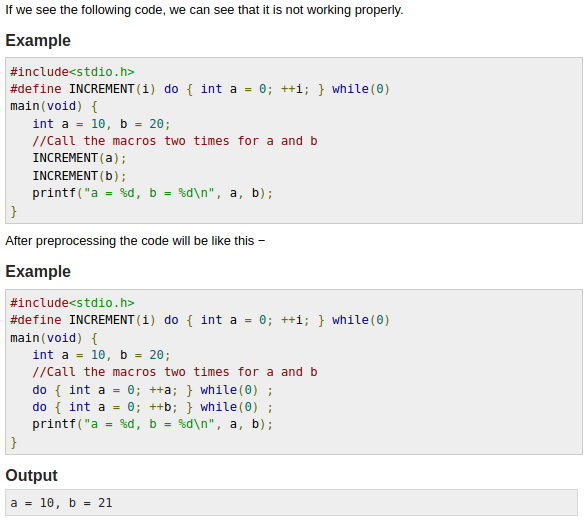 If we see the following code, we can see that it is not working properly.
Example
#include<stdio.h>
#define INCREMENT(i) do { int a = 0; ++i; } while(0)
main(void) {
   int a = 10, b = 20;
   //Call the macros two times for a and b
   INCREMENT(a);
   INCREMENT(b);
   printf("a = %d, b = %d\n", a, b);
}
After preprocessing the code will be like this −
Example
#include<stdio.h>
#define INCREMENT(i) do { int a = 0; ++i; } while(0)
main(void) {
   int a = 10, b = 20;
   //Call the macros two times for a and b
   do { int a = 0; ++a; } while(0) ;
   do { int a = 0; ++b; } while(0) ;
   printf("a = %d, b = %d\n", a, b);
}
Output
a = 10, b = 21